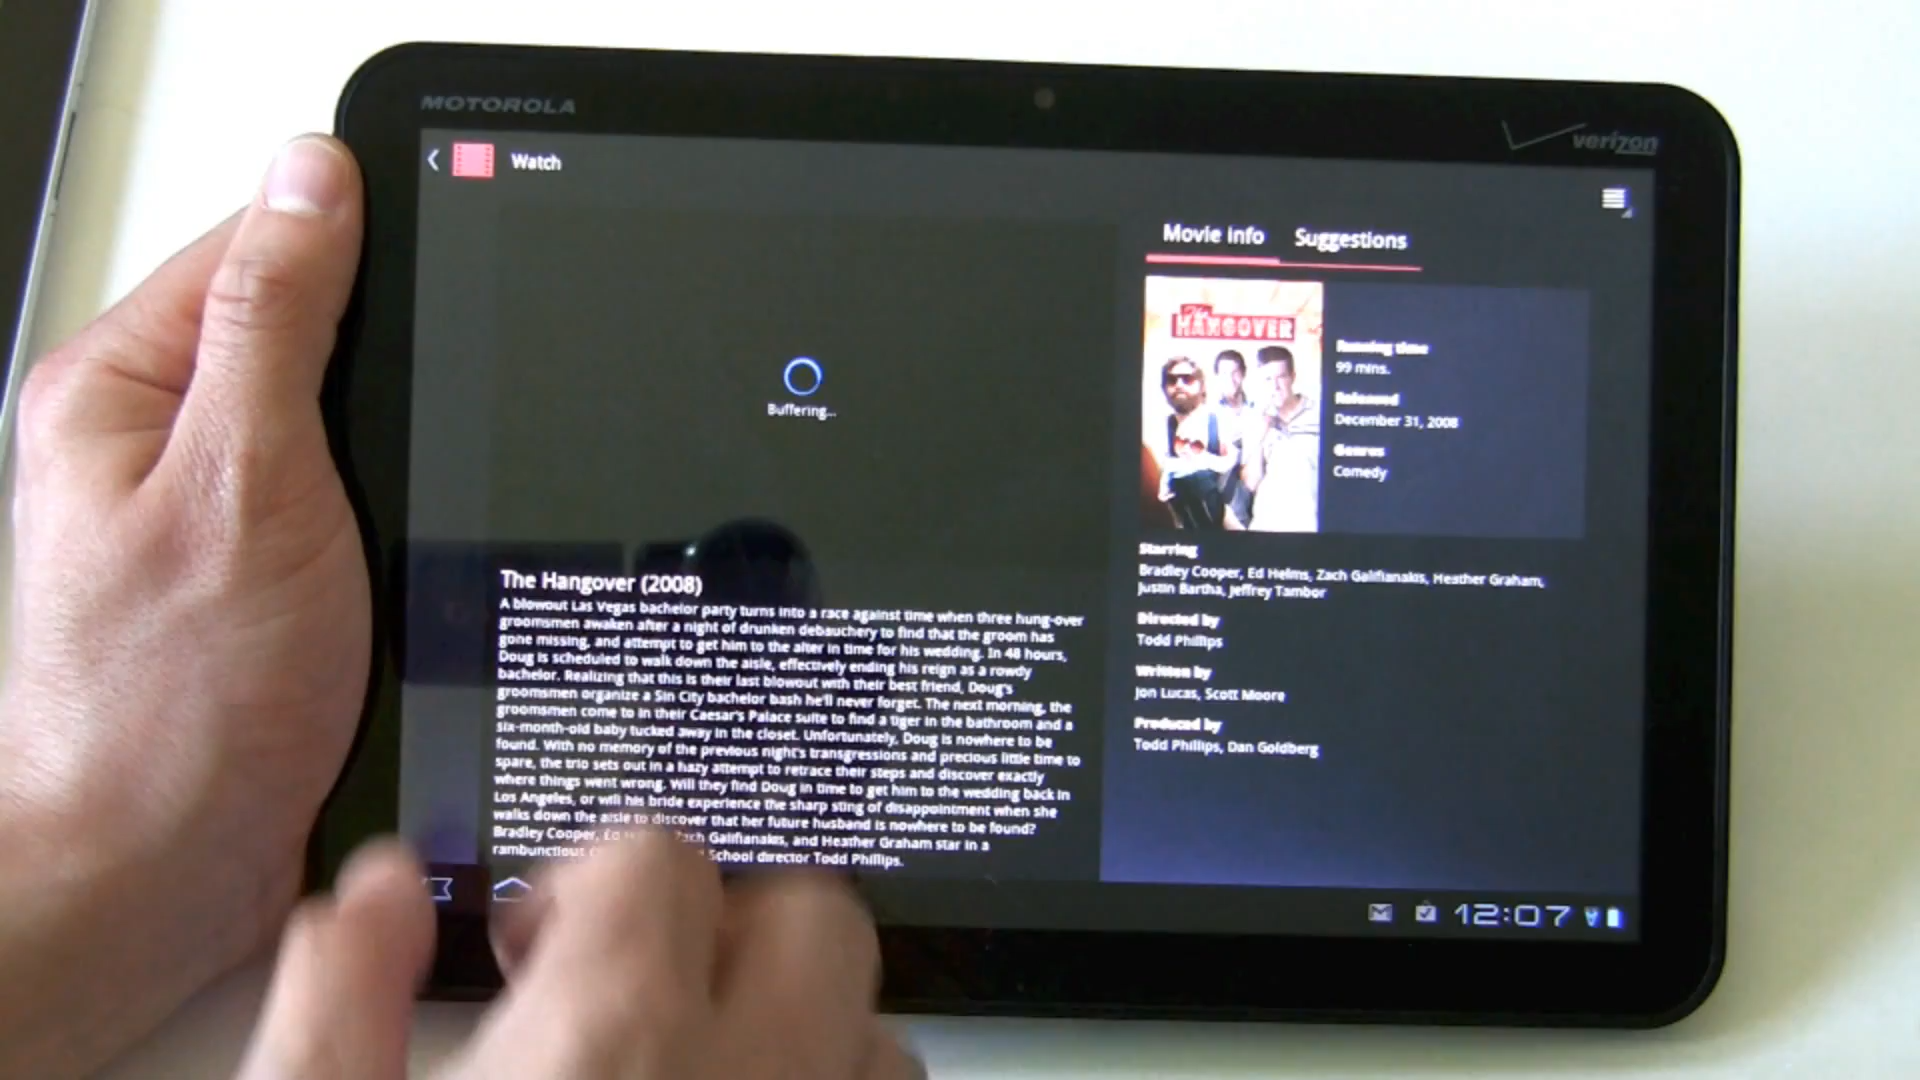 MOTOROLA
verizon
Watch
Movie info
Suggestions
The
HANGOVER
Running time
99 mins.
Released
December 31, 2008
Genres
Comedy
Buffering...
Starring
Bradley Cooper, Ed Helms, Zach Galifianakis, Heather Graham,
Justin Bartha, Jeffrey Tambor
Directed by
Todd Phillips
Written by
Jon Lucas, Scott Moore
Produced by
Todd Phillips, Dan Goldberg
The Hangover (2008)
A blowout Las Vegas bachelor party turns into a race against time when three hung-over
groomsmen awaken after a night of drunken debauchery to find that the groom has
gone missing, and attempt to get him to the alter in time for his wedding. In 48 hours,
Doug is scheduled to walk down the aisle, effectively ending his reign as a rowdy
bachelor. Realizing that this is their last blowout with their best friend, Doug's
groomsmen organize a Sin City bachelor bash he'll never forget. The next morning, the
groomsmen come to in their Caesar's Palace suite to find a tiger in the bathroom and a
six-month-old baby tucked away in the closet. Unfortunately, Doug is nowhere to be
found. With no memory of the previous night's transgressions and precious little time to
spare, the trio sets out in a hazy attempt to retrace their steps and discover exactly
where things went wrong. Will they find Doug in time to get him to the wedding back in
Los Angeles, or will his bride experience the sharp sting of disappointment when she
walks down the aisle to discover that her future husband is nowhere to be found?
Bradley Cooper, Ed Zach Galifianakis, and Heather Graham star in a
rambunctious School director Todd Phillips.
12:07